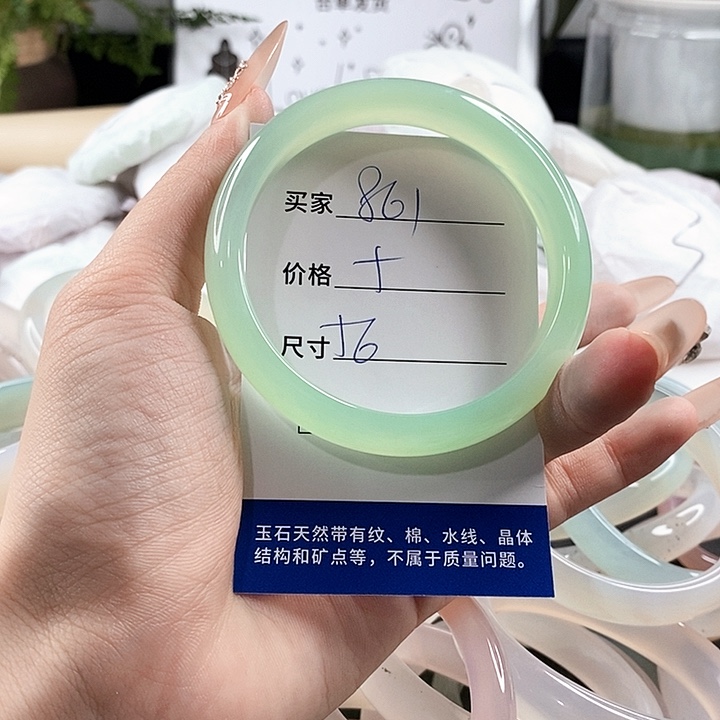 买家 861
价格 十
尺寸 56
玉石天然带有纹、棉、水线、晶体
结构和矿点等，不属于质量问题。